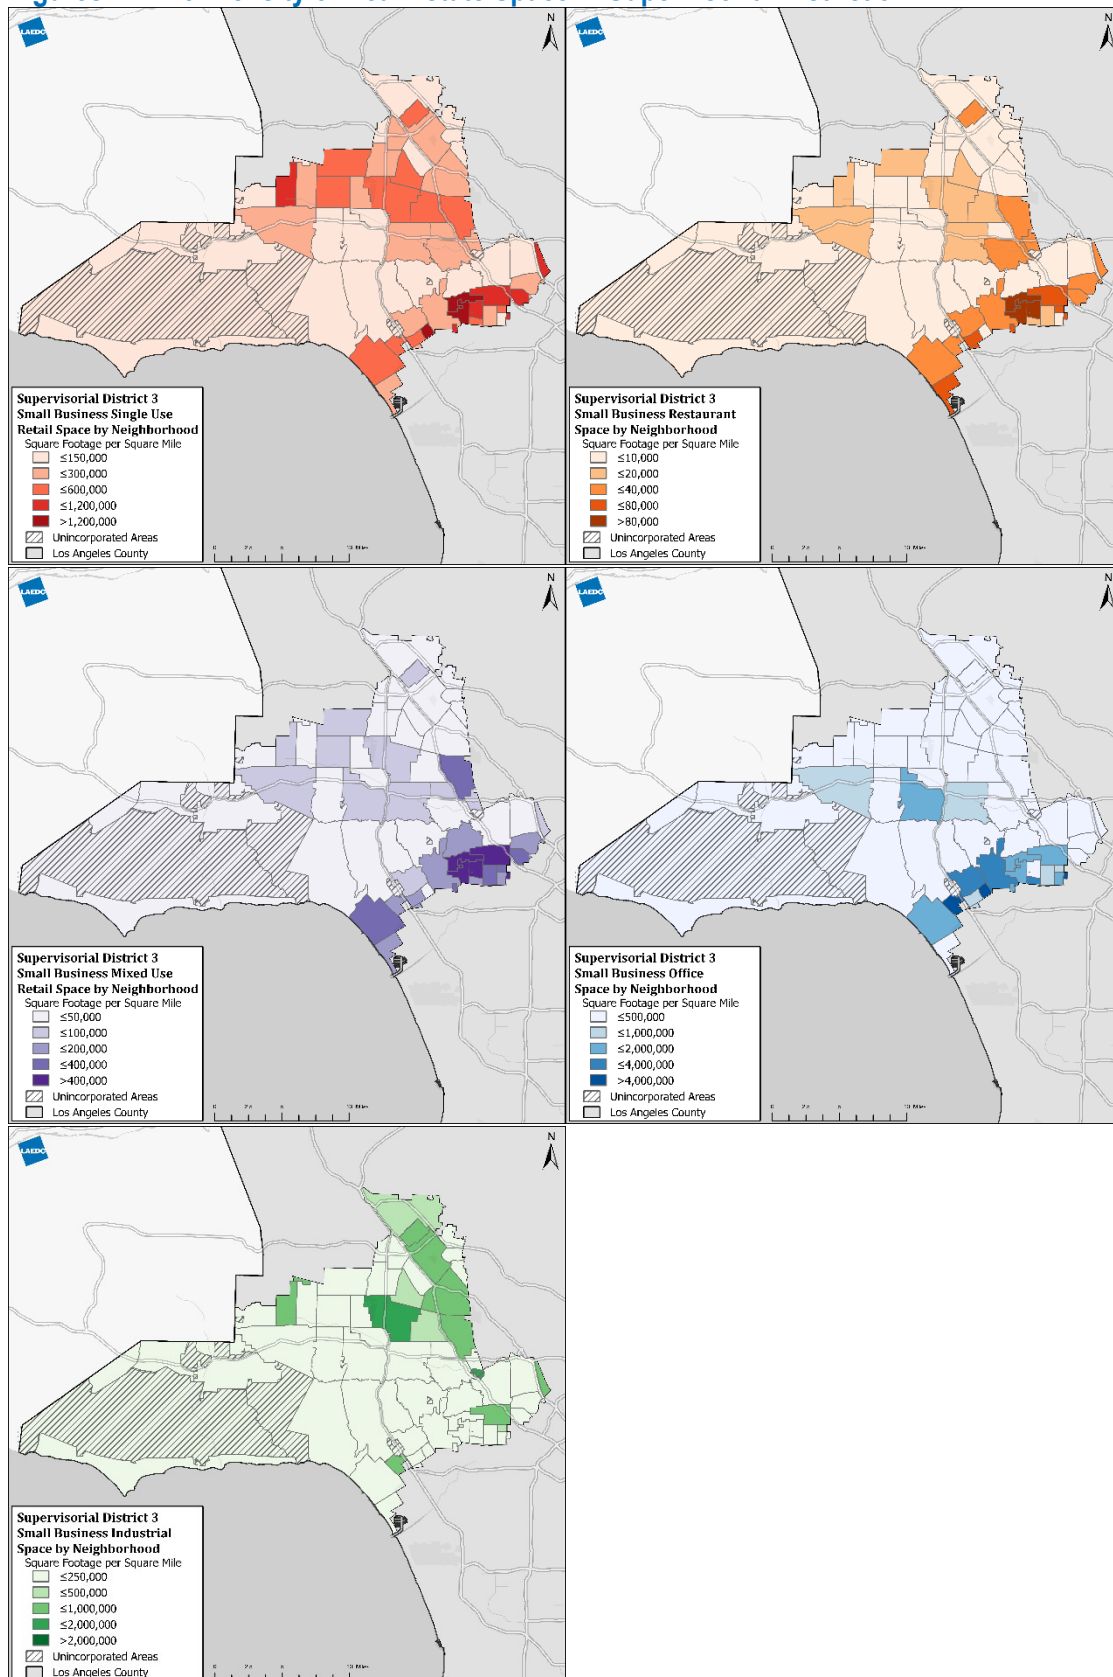 LAEDC
N
Supervisorial District 3
Small Business Single Use
Retail Space by Neighborhood
Square Footage per Square Mile
≤150,000
≤300,000
≤600,000
≤1,200,000
>1,200,000
Unincorporated Areas
Los Angeles County
LAEDC
N
Supervisorial District 3
Small Business Restaurant
Space by Neighborhood
Square Footage per Square Mile
≤10,000
≤20,000
≤40,000
≤80,000
>80,000
Unincorporated Areas
Los Angeles County
LAEDC
N
Supervisorial District 3
Small Business Mixed Use
Retail Space by Neighborhood
Square Footage per Square Mile
≤50,000
≤100,000
≤200,000
≤400,000
>400,000
Unincorporated Areas
Los Angeles County
LAEDC
N
Supervisorial District 3
Small Business Office
Space by Neighborhood
Square Footage per Square Mile
≤500,000
≤1,000,000
≤2,000,000
≤4,000,000
>4,000,000
Unincorporated Areas
Los Angeles County
LAEDC
N
Supervisorial District 3
Small Business Industrial
Space by Neighborhood
Square Footage per Square Mile
≤250,000
≤500,000
≤1,000,000
≤2,000,000
>2,000,000
Unincorporated Areas
Los Angeles County